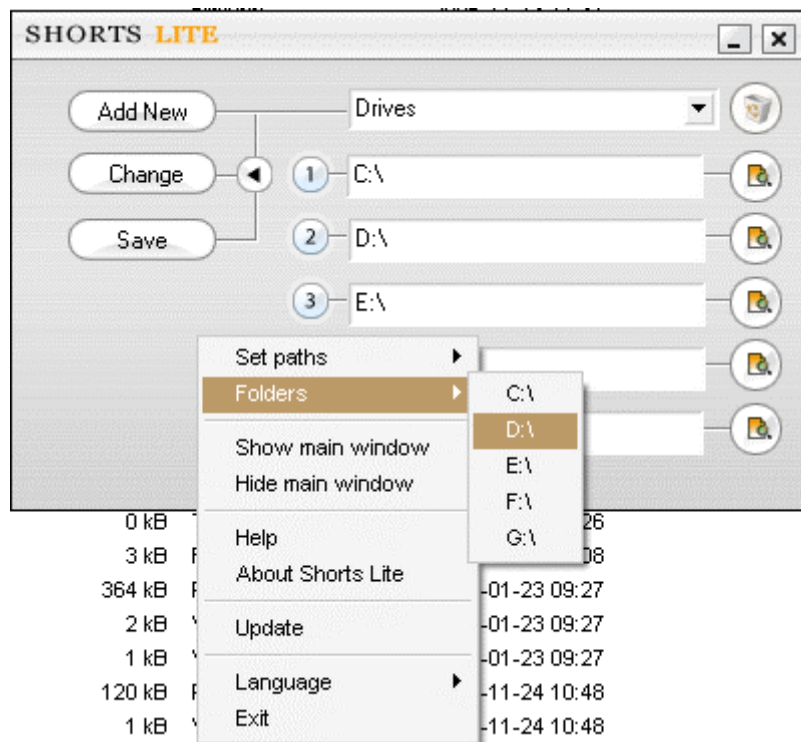 SHORTS LITE
Add New
Drives
Change
1
C:\
Save
2
D:\
3
E:\
Set paths
Folders
C:\
D:\
E:\
F:\
G:\
Show main window
Hide main window
Help
About Shorts Lite
Update
Language
Exit
0 kB
26
3 kB
08
364 kB
-01-23 09:27
2 kB
-01-23 09:27
1 kB
-01-23 09:27
120 kB
-11-24 10:48
1 kB
-11-24 10:48